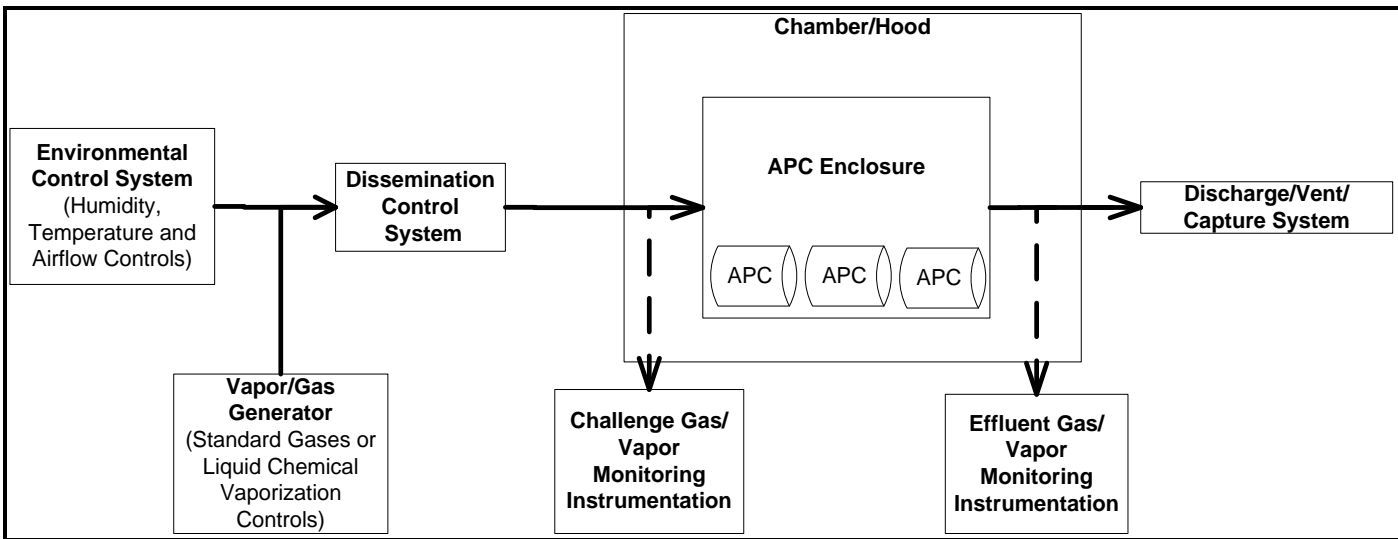 Chamber/Hood
Environmental
Control System
(Humidity,
Temperature and
Airflow Controls)
Dissemination
Control
System
APC Enclosure
APC
APC
APC
Discharge/Vent/
Capture System
Vapor/Gas
Generator
(Standard Gases or
Liquid Chemical
Vaporization
Controls)
Challenge Gas/
Vapor
Monitoring
Instrumentation
Effluent Gas/
Vapor
Monitoring
Instrumentation